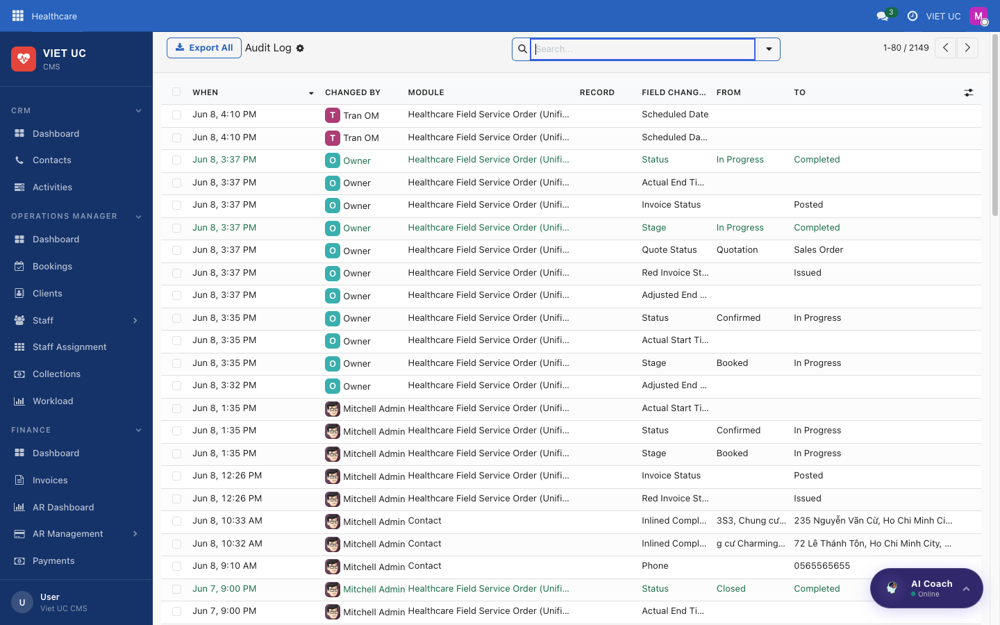 Healthcare
3
VIET UC
M
VIET UC
CMS
CRM
Dashboard
Contacts
Activities
OPERATIONS MANAGER
Dashboard
Bookings
Clients
Staff
Staff Assignment
Collections
Workload
FINANCE
Dashboard
Invoices
AR Dashboard
AR Management
Payments
U
User
Viet UC CMS
Export All
Audit Log
Search...
1-80 / 2149
WHEN CHANGED BY MODULE RECORD FIELD CHANG... FROM TO
Jun 8, 4:10 PM T Tran OM Healthcare Field Service Order (Unifi... Scheduled Date
Jun 8, 4:10 PM T Tran OM Healthcare Field Service Order (Unifi... Scheduled Da...
Jun 8, 3:37 PM O Owner Healthcare Field Service Order (Unifi... Status In Progress Completed
Jun 8, 3:37 PM O Owner Healthcare Field Service Order (Unifi... Actual End Ti...
Jun 8, 3:37 PM O Owner Healthcare Field Service Order (Unifi... Invoice Status Posted
Jun 8, 3:37 PM O Owner Healthcare Field Service Order (Unifi... Stage In Progress Completed
Jun 8, 3:37 PM O Owner Healthcare Field Service Order (Unifi... Quote Status Quotation Sales Order
Jun 8, 3:37 PM O Owner Healthcare Field Service Order (Unifi... Red Invoice St... Issued
Jun 8, 3:37 PM O Owner Healthcare Field Service Order (Unifi... Adjusted End ...
Jun 8, 3:35 PM O Owner Healthcare Field Service Order (Unifi... Status Confirmed In Progress
Jun 8, 3:35 PM O Owner Healthcare Field Service Order (Unifi... Actual Start Ti...
Jun 8, 3:35 PM O Owner Healthcare Field Service Order (Unifi... Stage Booked In Progress
Jun 8, 3:32 PM O Owner Healthcare Field Service Order (Unifi... Adjusted End ...
Jun 8, 1:35 PM Mitchell Admin Healthcare Field Service Order (Unifi... Actual Start Ti...
Jun 8, 1:35 PM Mitchell Admin Healthcare Field Service Order (Unifi... Status Confirmed In Progress
Jun 8, 1:35 PM Mitchell Admin Healthcare Field Service Order (Unifi... Stage Booked In Progress
Jun 8, 12:26 PM Mitchell Admin Healthcare Field Service Order (Unifi... Invoice Status Posted
Jun 8, 12:26 PM Mitchell Admin Healthcare Field Service Order (Unifi... Red Invoice St... Issued
Jun 8, 10:33 AM Mitchell Admin Contact Inlined Compl... 3S3, Chung cư... 235 Nguyễn Văn Cừ, Ho Chi Minh Ci...
Jun 8, 10:32 AM Mitchell Admin Contact Inlined Compl... g cư Charming... 72 Lê Thánh Tôn, Ho Chi Minh City, ...
Jun 8, 9:10 AM Mitchell Admin Contact Phone 0565565655
Jun 7, 9:00 PM Mitchell Admin Healthcare Field Service Order (Unifi... Status Closed Completed
Jun 7, 9:00 PM Mitchell Admin Healthcare Field Service Order (Unifi... Actual End Ti...
AI Coach
Online